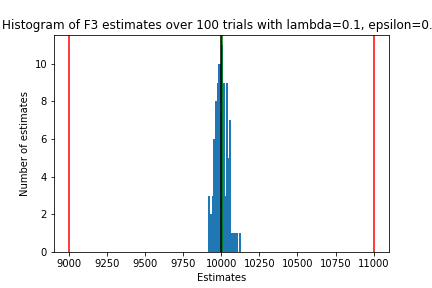 Histogram of F3 estimates over 100 trials with lambda=0.1, epsilon=0.
Number of estimates
10
8
6
4
2
0
9000 9250 9500 9750 10000 10250 10500 10750 11000
Estimates